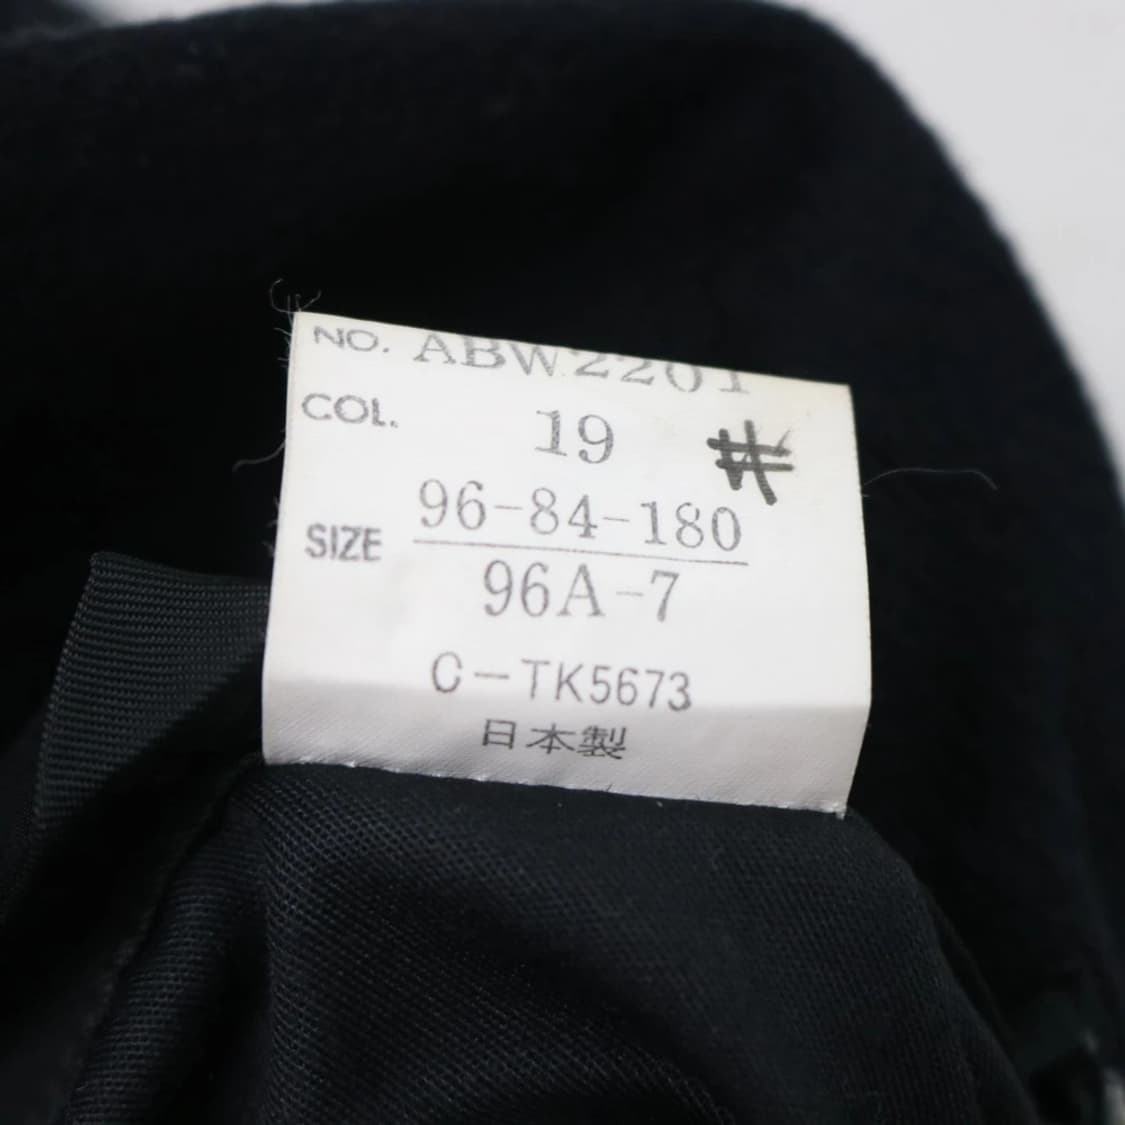 NO. ABW2201
COL. 19 #
96-84-180
SIZE
96A-7
C-TK5673
日本製